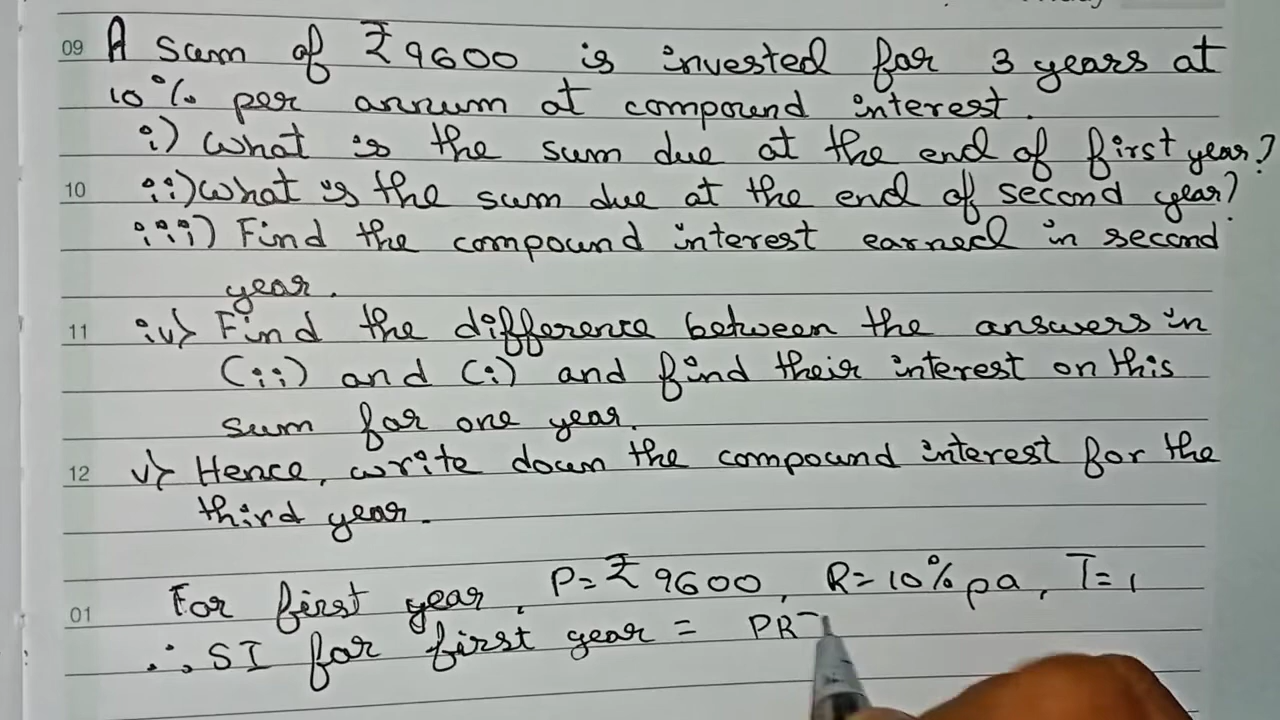 09 A sum of ₹9600 is invested for 3 years at
10% per annum at compound interest.
i) What is the sum due at the end of first year?
10 ii) What is the sum due at the end of second year?
iii) Find the compound interest earned in second
year.
11 iv) Find the difference between the answers in
(ii) and (i) and find their interest on this
sum for one year.
12 v) Hence, write down the compound interest for the
third year.
For first year, P=₹9600, R=10% pa, T=1
01 ∴ SI for first year = PRT